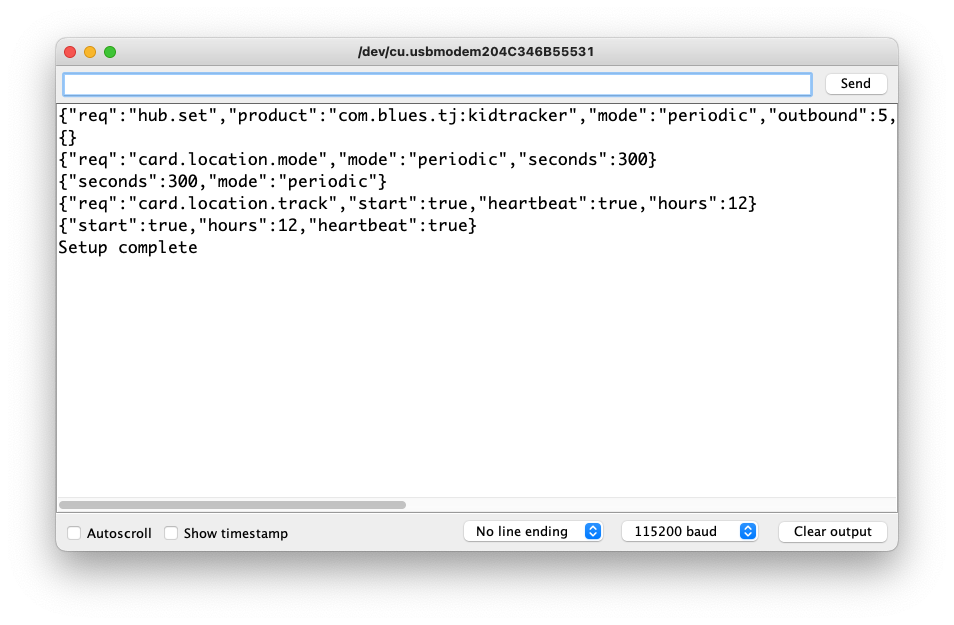 /dev/cu.usbmodem204C346B55531
Send
{"req":"hub.set","product":"com.blues.tj:kidtracker","mode":"periodic","outbound":5,
{}
{"req":"card.location.mode","mode":"periodic","seconds":300}
{"seconds":300,"mode":"periodic"}
{"req":"card.location.track","start":true,"heartbeat":true,"hours":12}
{"start":true,"hours":12,"heartbeat":true}
Setup complete
Autoscroll Show timestamp No line ending 115200 baud Clear output